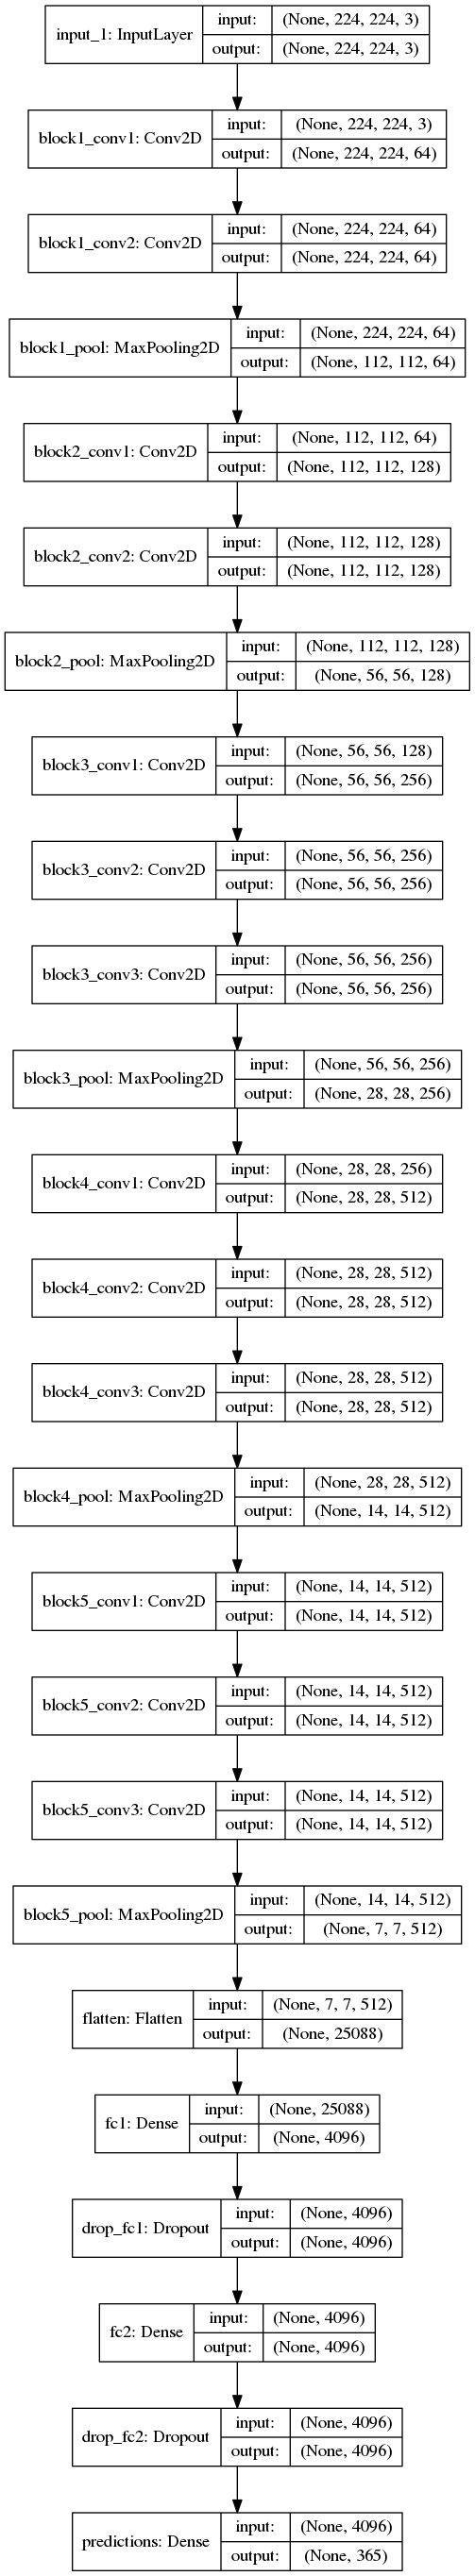 input_1: InputLayer input: (None, 224, 224, 3)
output: (None, 224, 224, 3)
block1_conv1: Conv2D input: (None, 224, 224, 3)
output: (None, 224, 224, 64)
block1_conv2: Conv2D input: (None, 224, 224, 64)
output: (None, 224, 224, 64)
block1_pool: MaxPooling2D input: (None, 224, 224, 64)
output: (None, 112, 112, 64)
block2_conv1: Conv2D input: (None, 112, 112, 64)
output: (None, 112, 112, 128)
block2_conv2: Conv2D input: (None, 112, 112, 128)
output: (None, 112, 112, 128)
block2_pool: MaxPooling2D input: (None, 112, 112, 128)
output: (None, 56, 56, 128)
block3_conv1: Conv2D input: (None, 56, 56, 128)
output: (None, 56, 56, 256)
block3_conv2: Conv2D input: (None, 56, 56, 256)
output: (None, 56, 56, 256)
block3_conv3: Conv2D input: (None, 56, 56, 256)
output: (None, 56, 56, 256)
block3_pool: MaxPooling2D input: (None, 56, 56, 256)
output: (None, 28, 28, 256)
block4_conv1: Conv2D input: (None, 28, 28, 256)
output: (None, 28, 28, 512)
block4_conv2: Conv2D input: (None, 28, 28, 512)
output: (None, 28, 28, 512)
block4_conv3: Conv2D input: (None, 28, 28, 512)
output: (None, 28, 28, 512)
block4_pool: MaxPooling2D input: (None, 28, 28, 512)
output: (None, 14, 14, 512)
block5_conv1: Conv2D input: (None, 14, 14, 512)
output: (None, 14, 14, 512)
block5_conv2: Conv2D input: (None, 14, 14, 512)
output: (None, 14, 14, 512)
block5_conv3: Conv2D input: (None, 14, 14, 512)
output: (None, 14, 14, 512)
block5_pool: MaxPooling2D input: (None, 14, 14, 512)
output: (None, 7, 7, 512)
flatten: Flatten input: (None, 7, 7, 512)
output: (None, 25088)
fc1: Dense input: (None, 25088)
output: (None, 4096)
drop_fc1: Dropout input: (None, 4096)
output: (None, 4096)
fc2: Dense input: (None, 4096)
output: (None, 4096)
drop_fc2: Dropout input: (None, 4096)
output: (None, 4096)
predictions: Dense input: (None, 4096)
output: (None, 365)